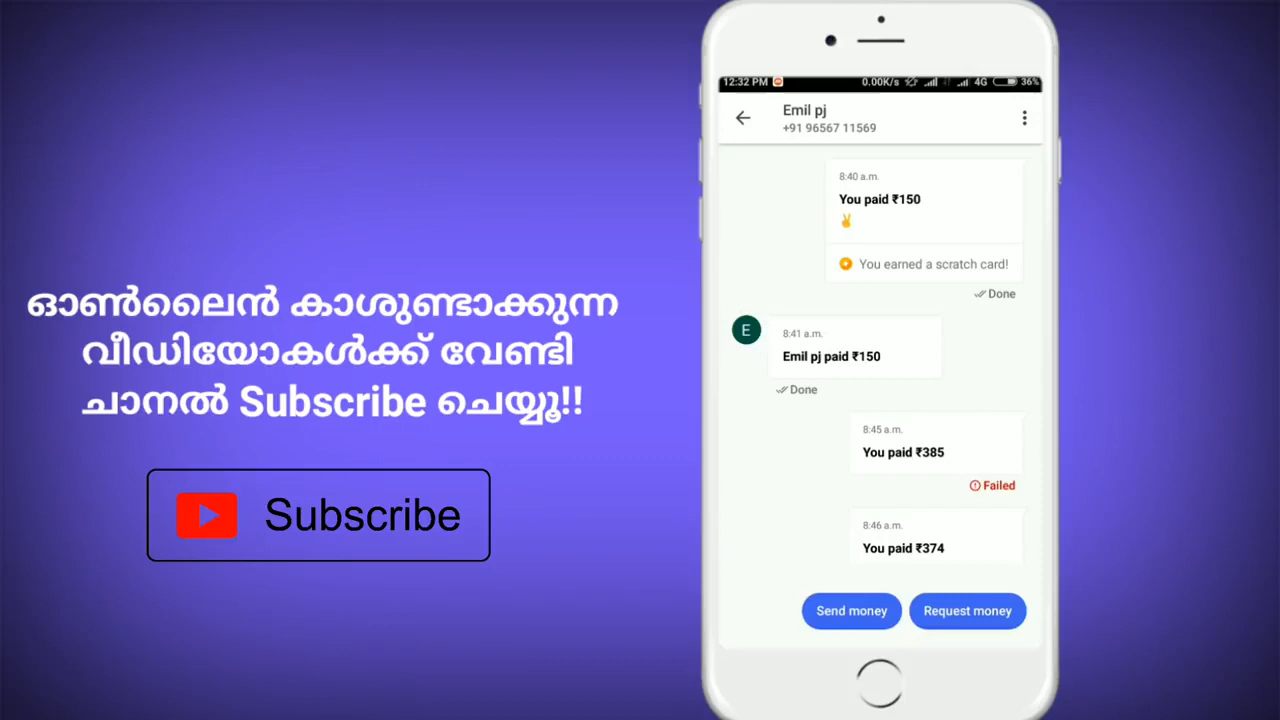 ഓൺലൈൻ കാശുണ്ടാക്കുന്ന
വീഡിയോകൾക്ക് വേണ്ടി
ചാനൽ Subscribe ചെയ്യൂ!!
Subscribe
12:32 PM 0.00K/s 4G 36%
Emil pj
+91 96567 11569
8:40 a.m.
You paid ₹150
✌
You earned a scratch card!
Done
E
8:41 a.m.
Emil pj paid ₹150
Done
8:45 a.m.
You paid ₹385
Failed
8:46 a.m.
You paid ₹374
Send money Request money